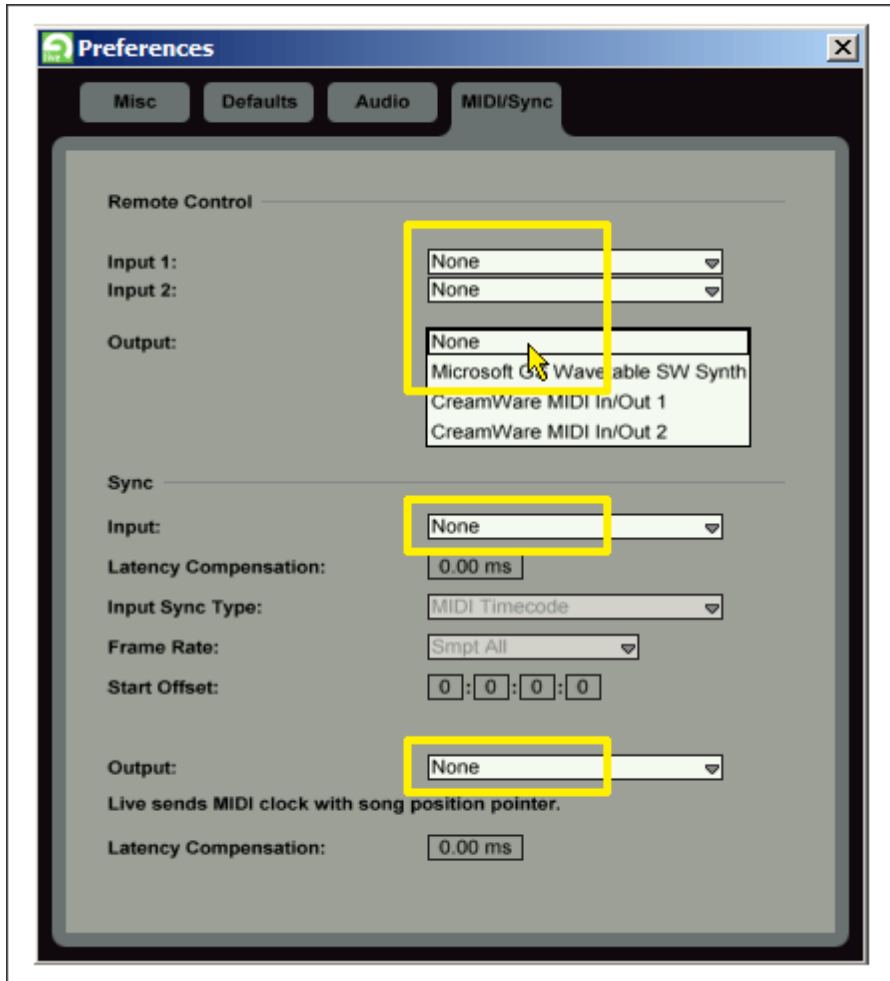 live
Preferences
Misc Defaults Audio MIDI/Sync
Remote Control
Input 1: None
Input 2: None
Output: None
Microsoft GS Wavetable SW Synth
CreamWare MIDI In/Out 1
CreamWare MIDI In/Out 2
Sync
Input: None
Latency Compensation: 0.00 ms
Input Sync Type: MIDI Timecode
Frame Rate: Smpt All
Start Offset: 0 : 0 : 0 : 0
Output: None
Live sends MIDI clock with song position pointer.
Latency Compensation: 0.00 ms